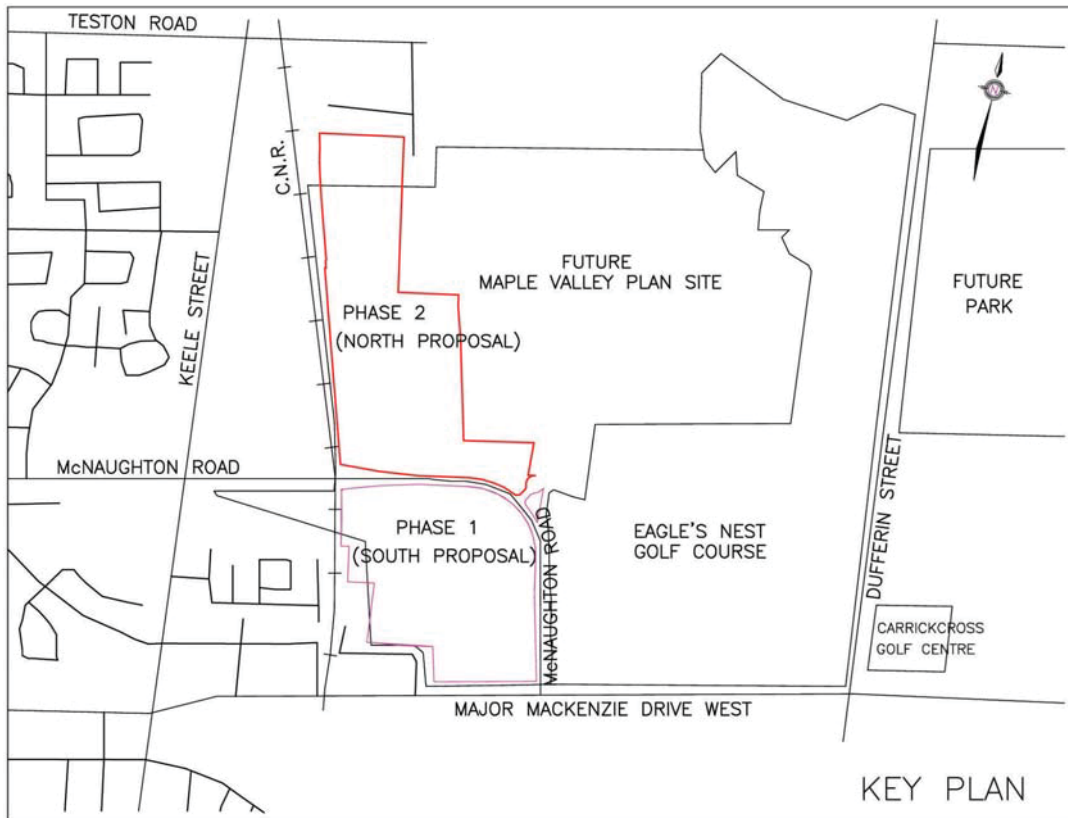 TESTON ROAD
C.N.R.
N
KEELE STREET
FUTURE
MAPLE VALLEY PLAN SITE
FUTURE
PARK
PHASE 2
(NORTH PROPOSAL)
McNAUGHTON ROAD
PHASE 1
(SOUTH PROPOSAL)
McNAUGHTON ROAD
EAGLE'S NEST
GOLF COURSE
DUFFERIN STREET
CARRICKCROSS
GOLF CENTRE
MAJOR MACKENZIE DRIVE WEST
KEY PLAN